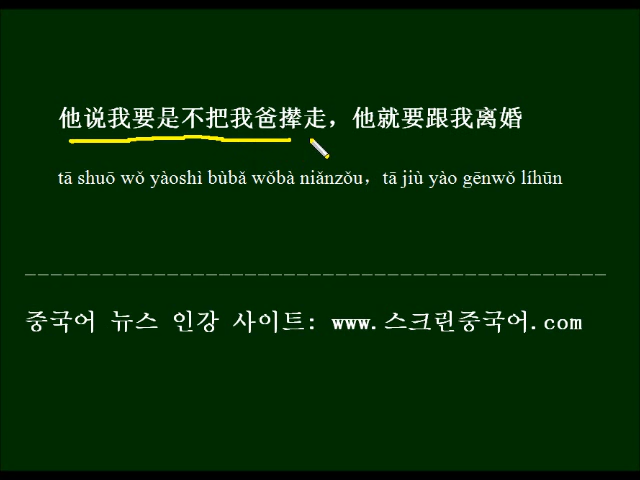 他说我要是不把我爸撵走，他就要跟我离婚
tā shuō wǒ yàoshì bùbǎ wǒbà niǎnzǒu，tā jiù yào gēnwǒ líhūn
중국어 뉴스 인강 사이트: www.스크린중국어.com